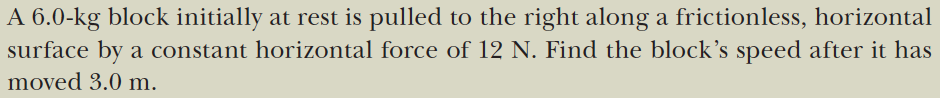 A 6.0-kg block initially at rest is pulled to the right along a frictionless, horizontal
surface by a constant horizontal force of 12 N. Find the block’s speed after it has
moved 3.0 m.